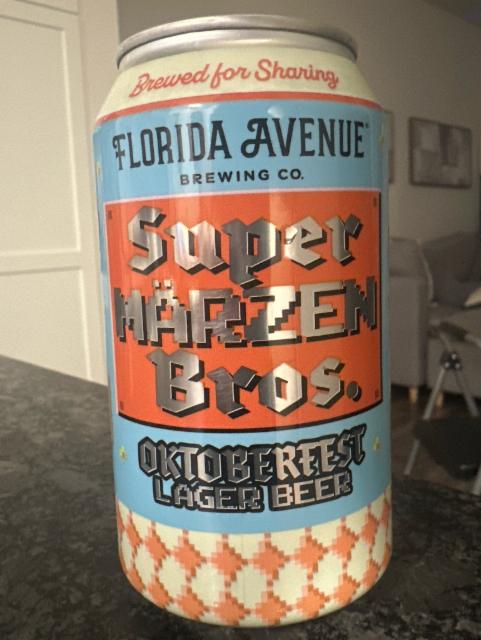 Brewed for Sharing
FLORIDA AVENUE
BREWING CO.
Super
MÄRZEN
Bros.
OKTOBERFEST
LAGER BEER